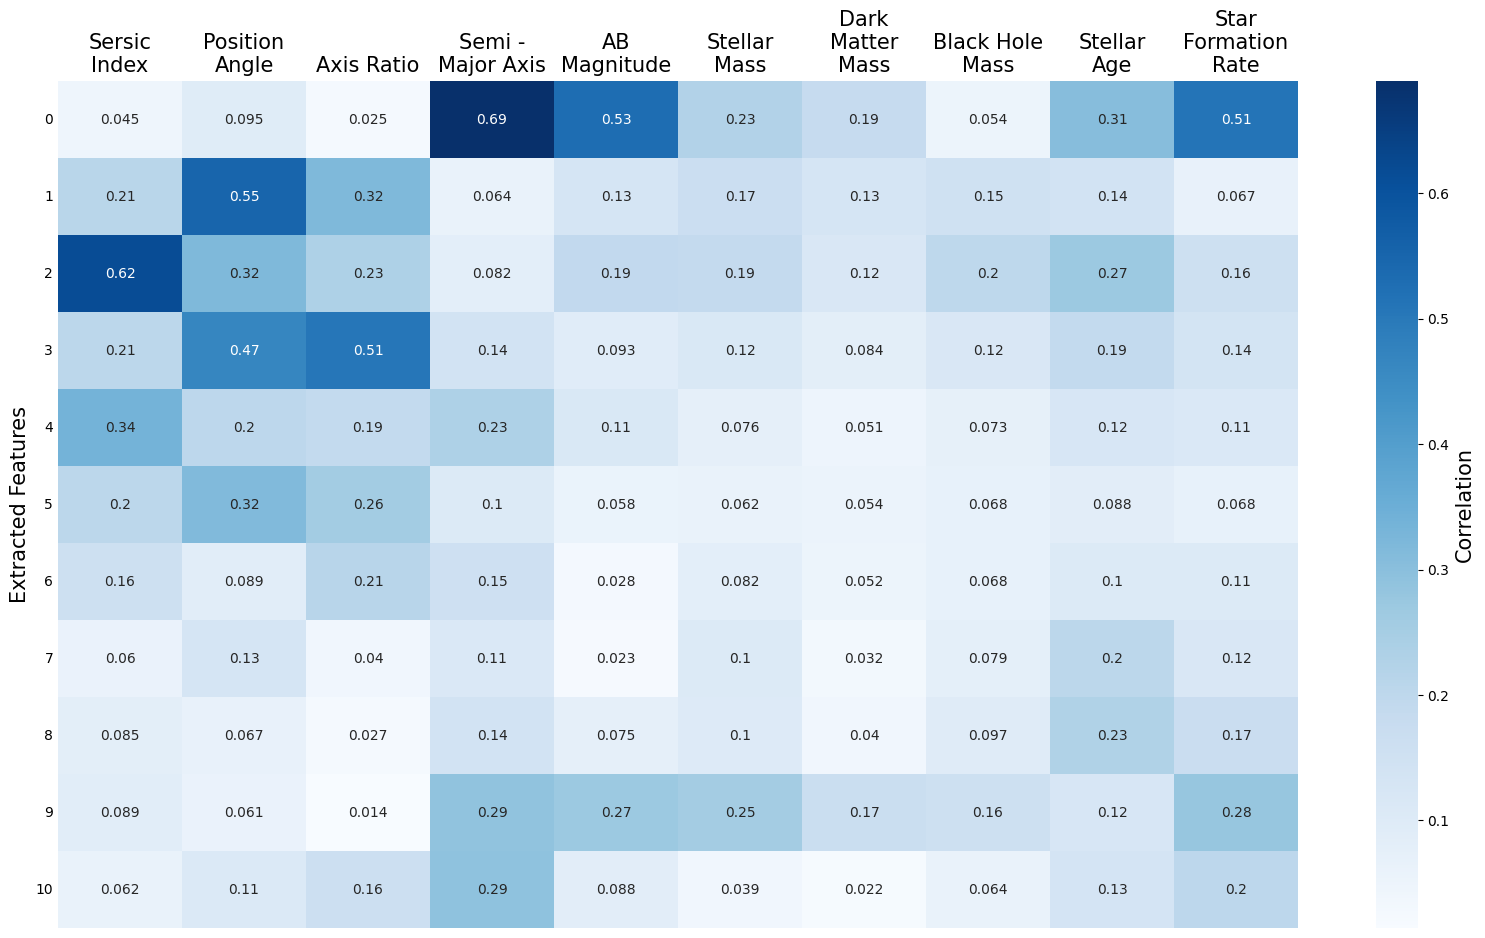 Sersic
Index
Position
Angle
Axis Ratio
Semi -
Major Axis
AB
Magnitude
Stellar
Mass
Dark
Matter
Mass
Black Hole
Mass
Stellar
Age
Star
Formation
Rate
0 0.045 0.095 0.025 0.69 0.53 0.23 0.19 0.054 0.31 0.51
1 0.21 0.55 0.32 0.064 0.13 0.17 0.13 0.15 0.14 0.067
2 0.62 0.32 0.23 0.082 0.19 0.19 0.12 0.2 0.27 0.16
3 0.21 0.47 0.51 0.14 0.093 0.12 0.084 0.12 0.19 0.14
4 0.34 0.2 0.19 0.23 0.11 0.076 0.051 0.073 0.12 0.11
5 0.2 0.32 0.26 0.1 0.058 0.062 0.054 0.068 0.088 0.068
6 0.16 0.089 0.21 0.15 0.028 0.082 0.052 0.068 0.1 0.11
7 0.06 0.13 0.04 0.11 0.023 0.1 0.032 0.079 0.2 0.12
8 0.085 0.067 0.027 0.14 0.075 0.1 0.04 0.097 0.23 0.17
9 0.089 0.061 0.014 0.29 0.27 0.25 0.17 0.16 0.12 0.28
10 0.062 0.11 0.16 0.29 0.088 0.039 0.022 0.064 0.13 0.2
Extracted Features
0.6
0.5
0.4
0.3
0.2
0.1
Correlation